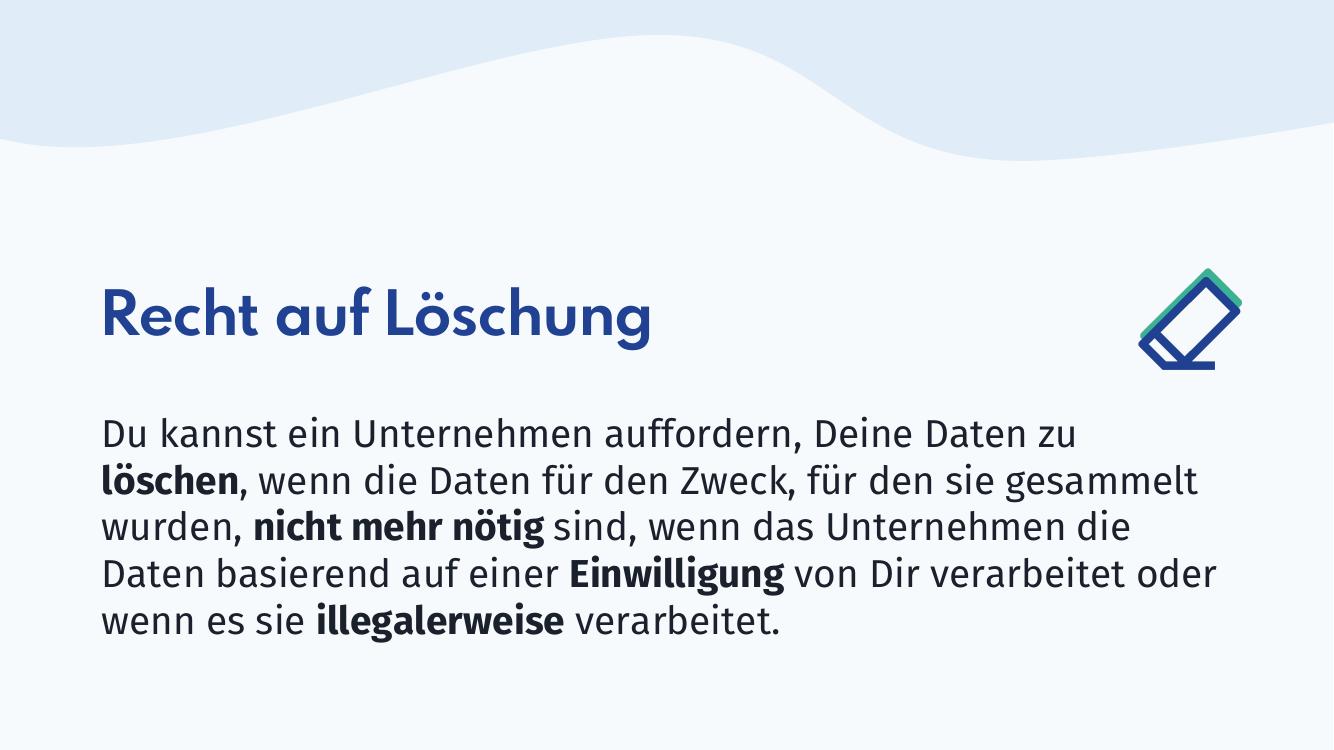 Recht auf Löschung
Du kannst ein Unternehmen auffordern, Deine Daten zu
löschen, wenn die Daten für den Zweck, für den sie gesammelt
wurden, nicht mehr nötig sind, wenn das Unternehmen die
Daten basierend auf einer Einwilligung von Dir verarbeitet oder
wenn es sie illegalerweise verarbeitet.